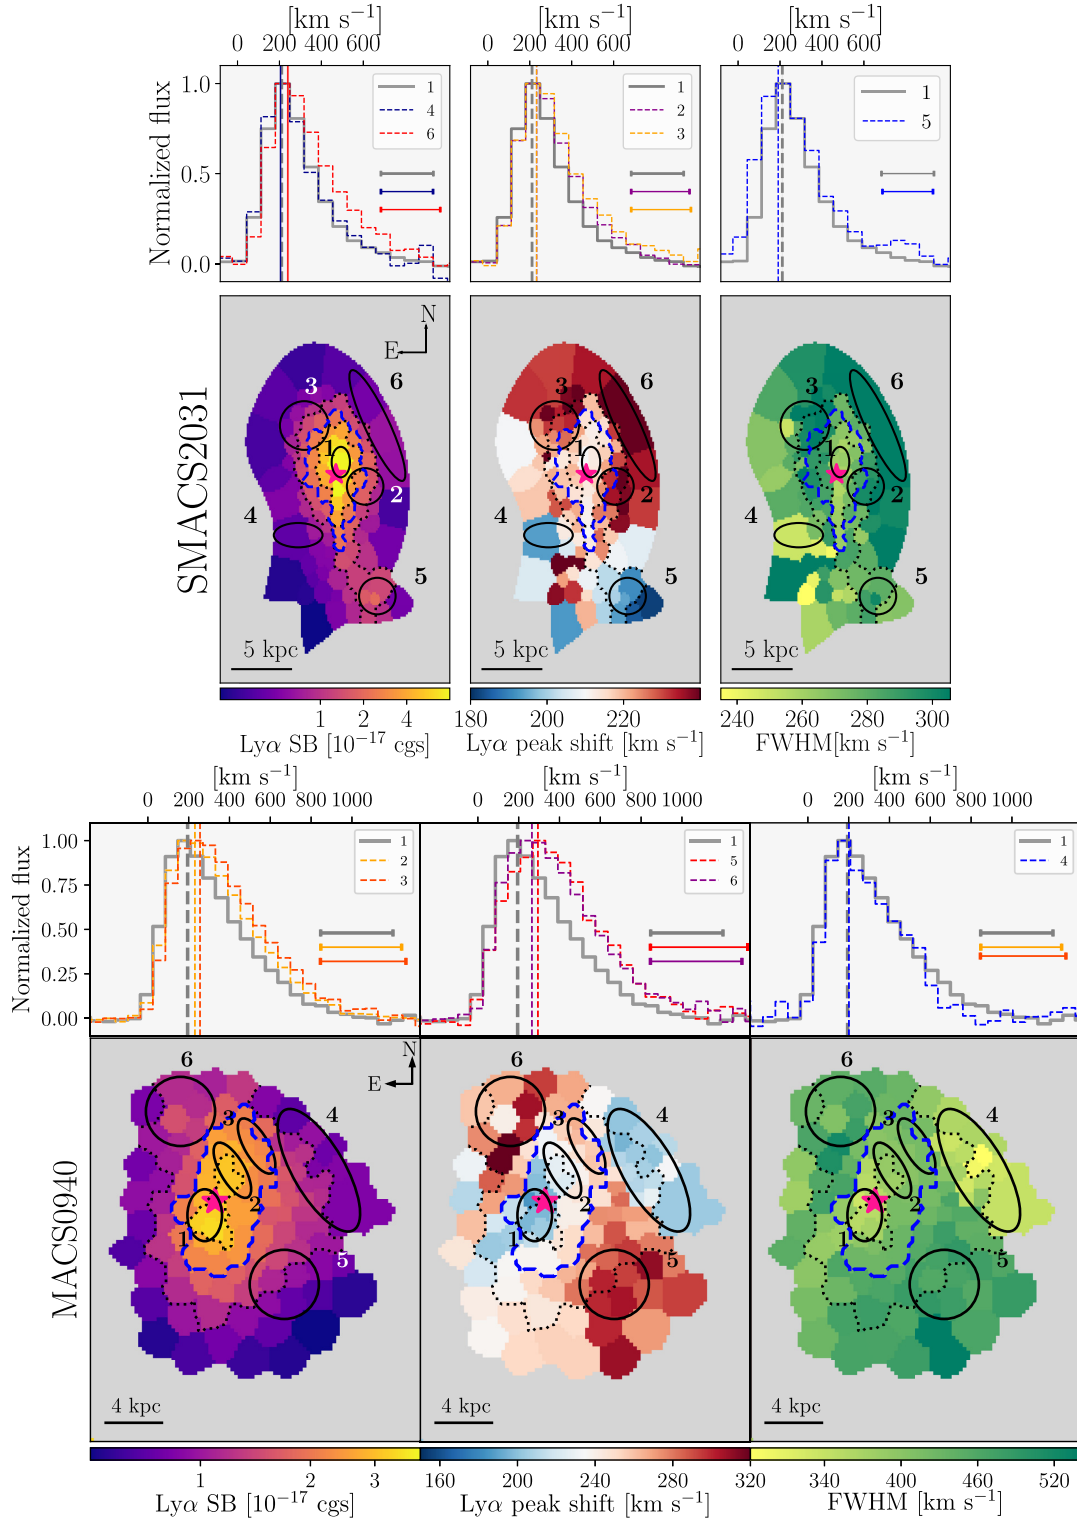 [km s⁻¹] [km s⁻¹] [km s⁻¹]
0 200 400 600 0 200 400 600 0 200 400 600
Normalized flux
1.0
0.5
0.0
1
4
6
1
2
3
1
5
SMACS2031
N
E
3 6 1 2 4 5
5 kpc
3 6 1 2 4 5
5 kpc
3 6 1 2 4 5
5 kpc
1 2 4
Lyα SB [10⁻¹⁷ cgs]
180 200 220
Lyα peak shift [km s⁻¹]
240 260 280 300
FWHM[km s⁻¹]
[km s⁻¹] [km s⁻¹] [km s⁻¹]
0 200 400 600 800 1000 0 200 400 600 800 1000 0 200 400 600 800 1000
Normalized flux
1.00
0.75
0.50
0.25
0.00
1
2
3
1
5
6
1
4
MACS0940
N
E
6 3 4 2 1 5
4 kpc
6 3 4 2 1 5
4 kpc
6 3 4 2 1 5
4 kpc
1 2 3
Lyα SB [10⁻¹⁷ cgs]
160 200 240 280 320
Lyα peak shift [km s⁻¹]
340 400 460 520
FWHM [km s⁻¹]